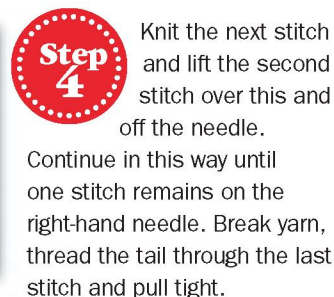 Step
4
Knit the next stitch
and lift the second
stitch over this and
off the needle.
Continue in this way until
one stitch remains on the
right-hand needle. Break yarn,
thread the tail through the last
stitch and pull tight.